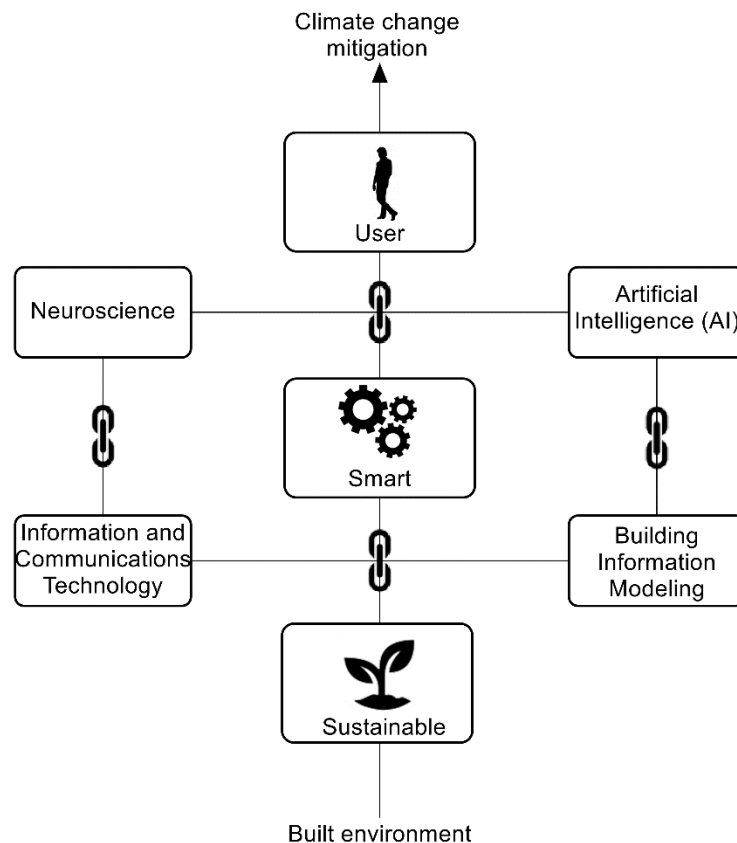 Climate change
mitigation
User
Neuroscience
Artificial
Intelligence (AI)
Smart
Information and
Communications
Technology
Building
Information
Modeling
Sustainable
Built environment